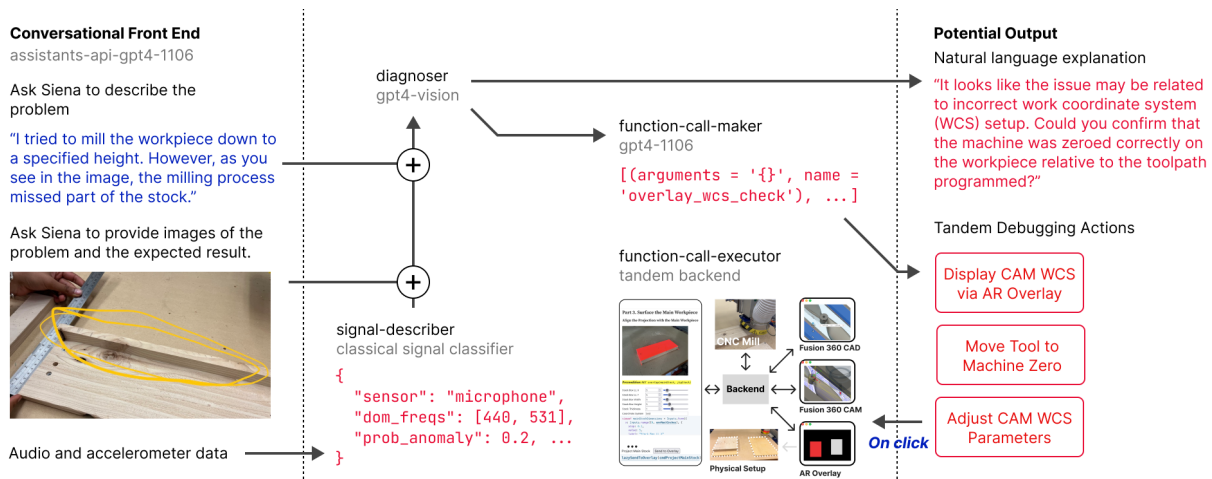 Conversational Front End
assistants-api-gpt4-1106
Ask Siena to describe the
problem
“I tried to mill the workpiece down to
a specified height. However, as you
see in the image, the milling process
missed part of the stock.”
Ask Siena to provide images of the
problem and the expected result.
Audio and accelerometer data
diagnoser
gpt4-vision
+
+
signal-describer
classical signal classifier
{
"sensor": "microphone",
"dom_freqs": [440, 531],
"prob_anomaly": 0.2, ...
}
function-call-maker
gpt4-1106
[(arguments = '{}', name =
'overlay_wcs_check'), ...]
function-call-executor
tandem backend
Part 3. Surface the Main Workpiece
Align the Projection with the Main Workpiece
CNC Mill
Backend
Fusion 360 CAD
Fusion 360 CAM
Physical Setup
AR Overlay
On click
Potential Output
Natural language explanation
“It looks like the issue may be related
to incorrect work coordinate system
(WCS) setup. Could you confirm that
the machine was zeroed correctly on
the workpiece relative to the toolpath
programmed?”
Tandem Debugging Actions
Display CAM WCS
via AR Overlay
Move Tool to
Machine Zero
Adjust CAM WCS
Parameters